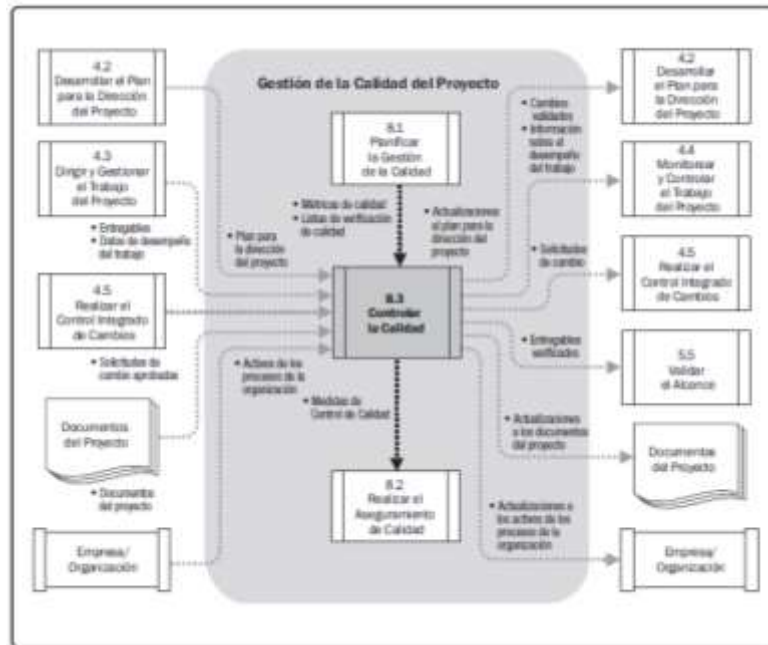 Gestión de la Calidad del Proyecto
4.2
Desarrollar el Plan
para la Dirección
del Proyecto
4.3
Dirigir y Gestionar
el Trabajo
del Proyecto
• Entregables
• Datos de desempeño
del trabajo
4.5
Realizar el
Control Integrado
de Cambios
• Solicitudes de
cambio aprobadas
Documentos
del Proyecto
• Documentos
del proyecto
Empresa/
Organización
8.1
Planificar
la Gestión
de la Calidad
• Métricas de calidad
• Listas de verificación
de calidad
• Plan para
la dirección
del proyecto
• Actualizaciones
al plan para la
dirección del
proyecto
8.3
Controlar
la Calidad
• Activos de los
procesos de la
organización
• Medidas de
Control de Calidad
8.2
Realizar el
Aseguramiento
de Calidad
• Cambios
validados
• Información
sobre el
desempeño
del trabajo
• Solicitudes
de cambio
• Entregables
verificados
• Actualizaciones
a los documentos
del proyecto
• Actualizaciones a
los activos de los
procesos de la
organización
4.2
Desarrollar
el Plan para
la Dirección
del Proyecto
4.4
Monitorear
y Controlar
el Trabajo
del Proyecto
4.5
Realizar el
Control Integrado
de Cambios
5.5
Validar
el Alcance
Documentos
del Proyecto
Empresa/
Organización